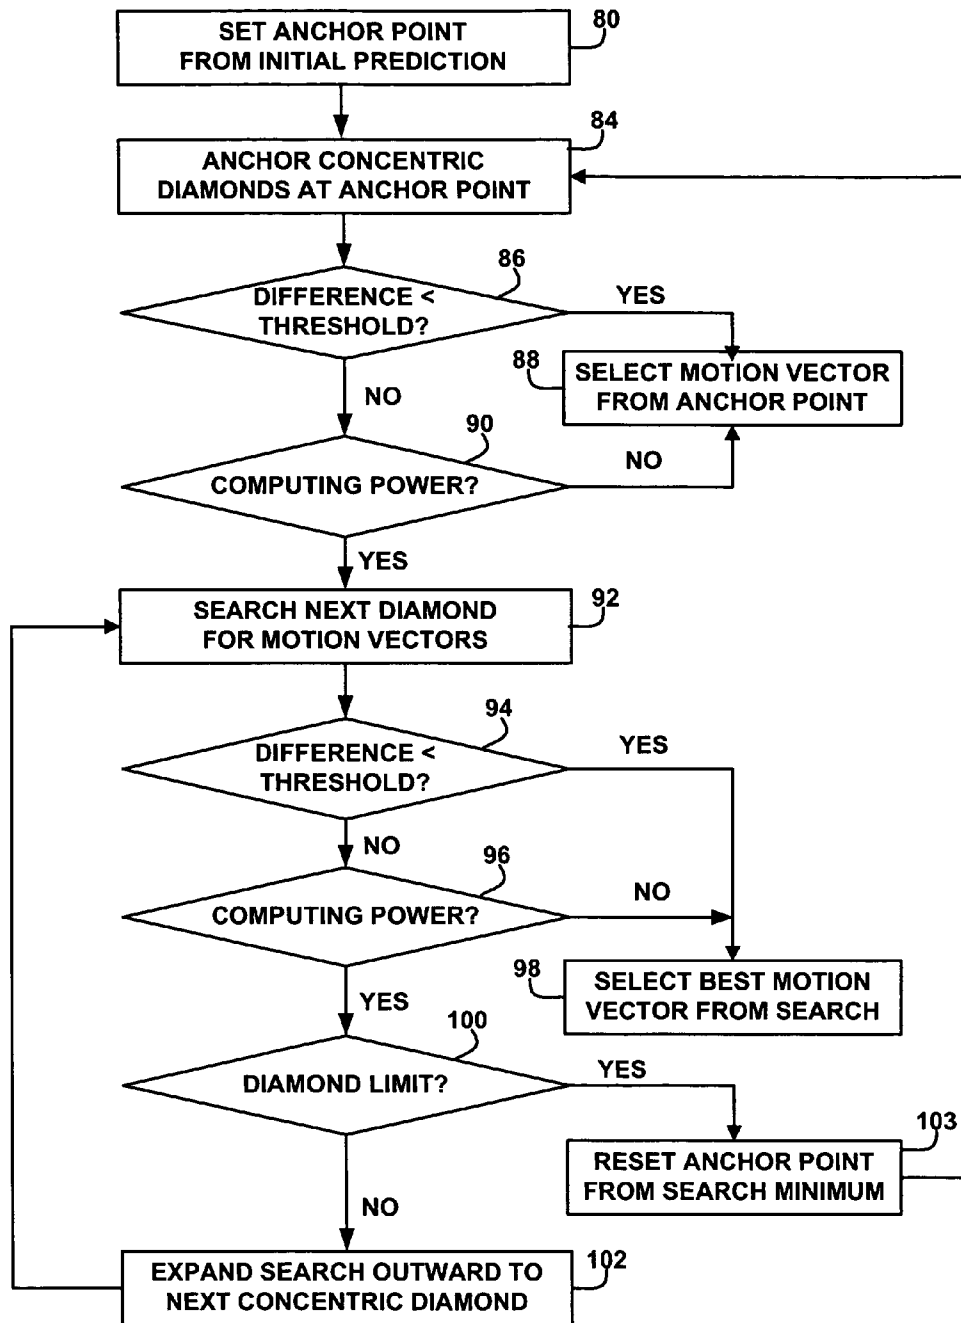 SET ANCHOR POINT
FROM INITIAL PREDICTION
80
ANCHOR CONCENTRIC
DIAMONDS AT ANCHOR POINT
84
DIFFERENCE <
THRESHOLD?
86
YES
NO
88
SELECT MOTION VECTOR
FROM ANCHOR POINT
COMPUTING POWER?
90
NO
YES
SEARCH NEXT DIAMOND
FOR MOTION VECTORS
92
DIFFERENCE <
THRESHOLD?
94
YES
NO
COMPUTING POWER?
96
NO
YES
98
SELECT BEST MOTION
VECTOR FROM SEARCH
DIAMOND LIMIT?
100
YES
NO
RESET ANCHOR POINT
FROM SEARCH MINIMUM
103
EXPAND SEARCH OUTWARD TO
NEXT CONCENTRIC DIAMOND
102